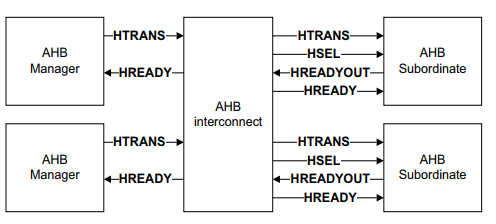 AHB
Manager
HTRANS
HREADY
AHB
interconnect
HTRANS
HSEL
HREADYOUT
HREADY
AHB
Subordinate
AHB
Manager
HTRANS
HREADY
HTRANS
HSEL
HREADYOUT
HREADY
AHB
Subordinate